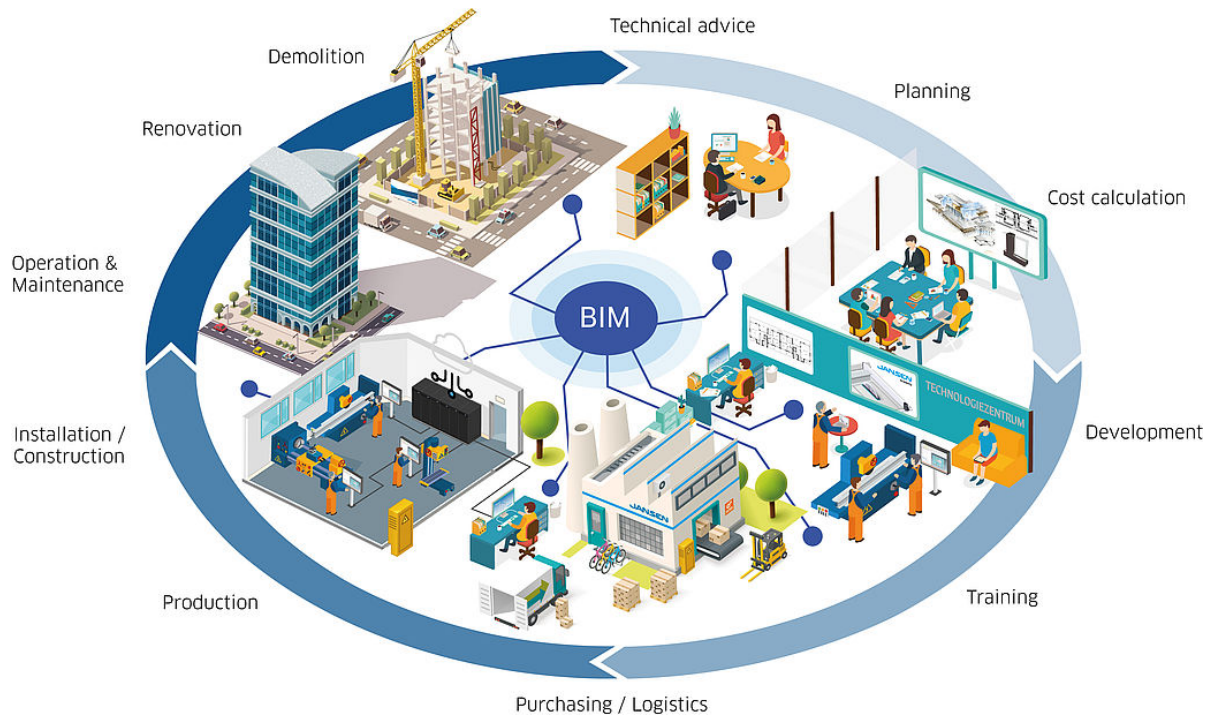 Technical advice
Planning
Cost calculation
Development
Training
Purchasing / Logistics
Production
Installation /
Construction
Operation &
Maintenance
Renovation
Demolition
BIM
JANSEN
TECHNOLOGIEZENTRUM
JANSEN